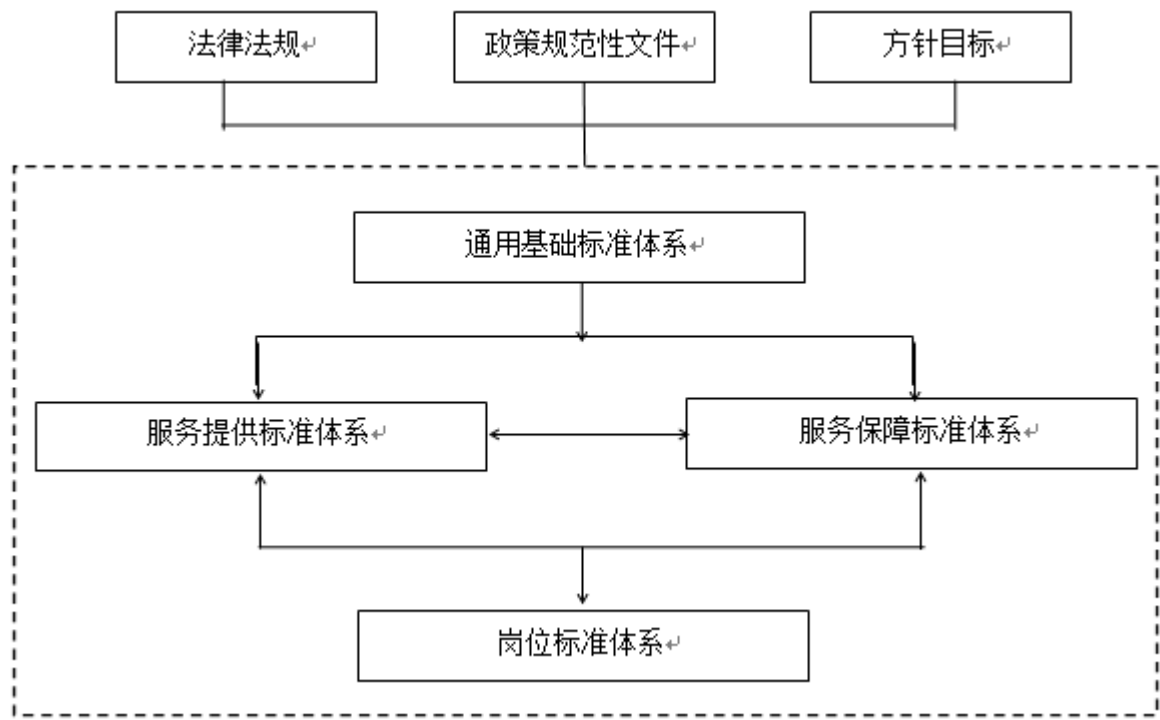 法律法规
政策规范性文件
方针目标
通用基础标准体系
服务提供标准体系
服务保障标准体系
岗位标准体系